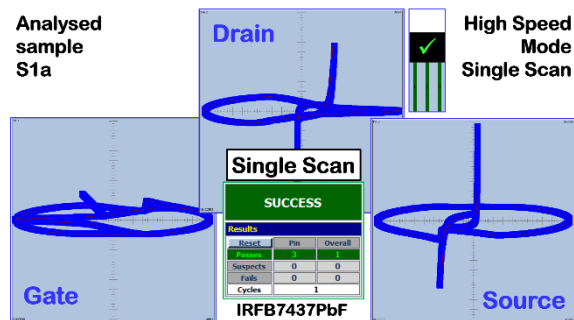 Analysed
sample
S1a
Drain
High Speed
Mode
Single Scan
Single Scan
SUCCESS
Results
Reset Pin Overall
Passes 3 1
Suspects 0 0
Fails 0 0
Cycles 1
Gate
IRFB7437PbF
Source